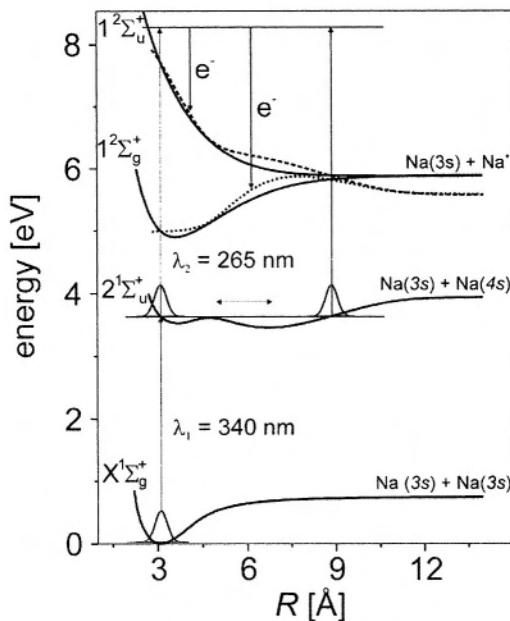 8
1²Σu⁺
e⁻
e⁻
1²Σg⁺
6
Na(3s) + Na⁺
energy [eV]
λ₂ = 265 nm
4
2¹Σu⁺
Na(3s) + Na(4s)
2
λ₁ = 340 nm
X¹Σg⁺
Na (3s) + Na(3s)
0
3
6
9
12
R [Å]